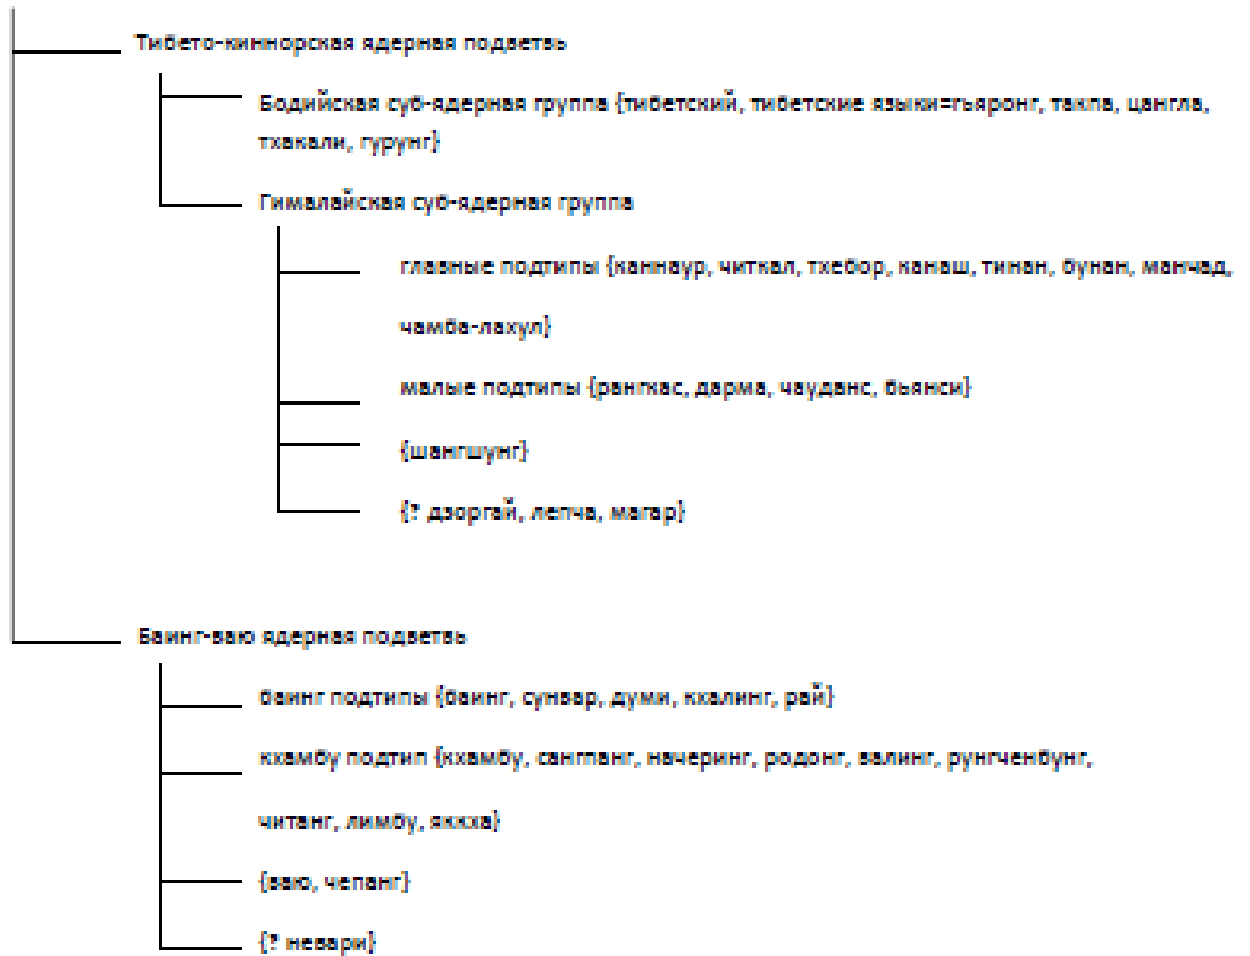 Тибето-киннорская ядерная подветвь
Бодийская суб-ядерная группа {тибетский, тибетские языки=гьяронг, такпа, цангла,
тхакали, гурунг}
Гималайская суб-ядерная группа
главные подтипы {каннаур, читкал, тхебор, канаш, тинан, бунан, манчад,
чамба-лахул}
малые подтипы {рангкас, дарма, чауданс, бьянси}
{шангшунг}
{? дзоргай, лепча, магар}
Баинг-ваю ядерная подветвь
баинг подтипы {баинг, сунвар, думи, кхалинг, рай}
кхамбу подтип {кхамбу, сангпанг, начеринг, родонг, валинг, рунгченбунг,
читанг, лимбу, яккха}
{ваю, чепанг}
{? невари}